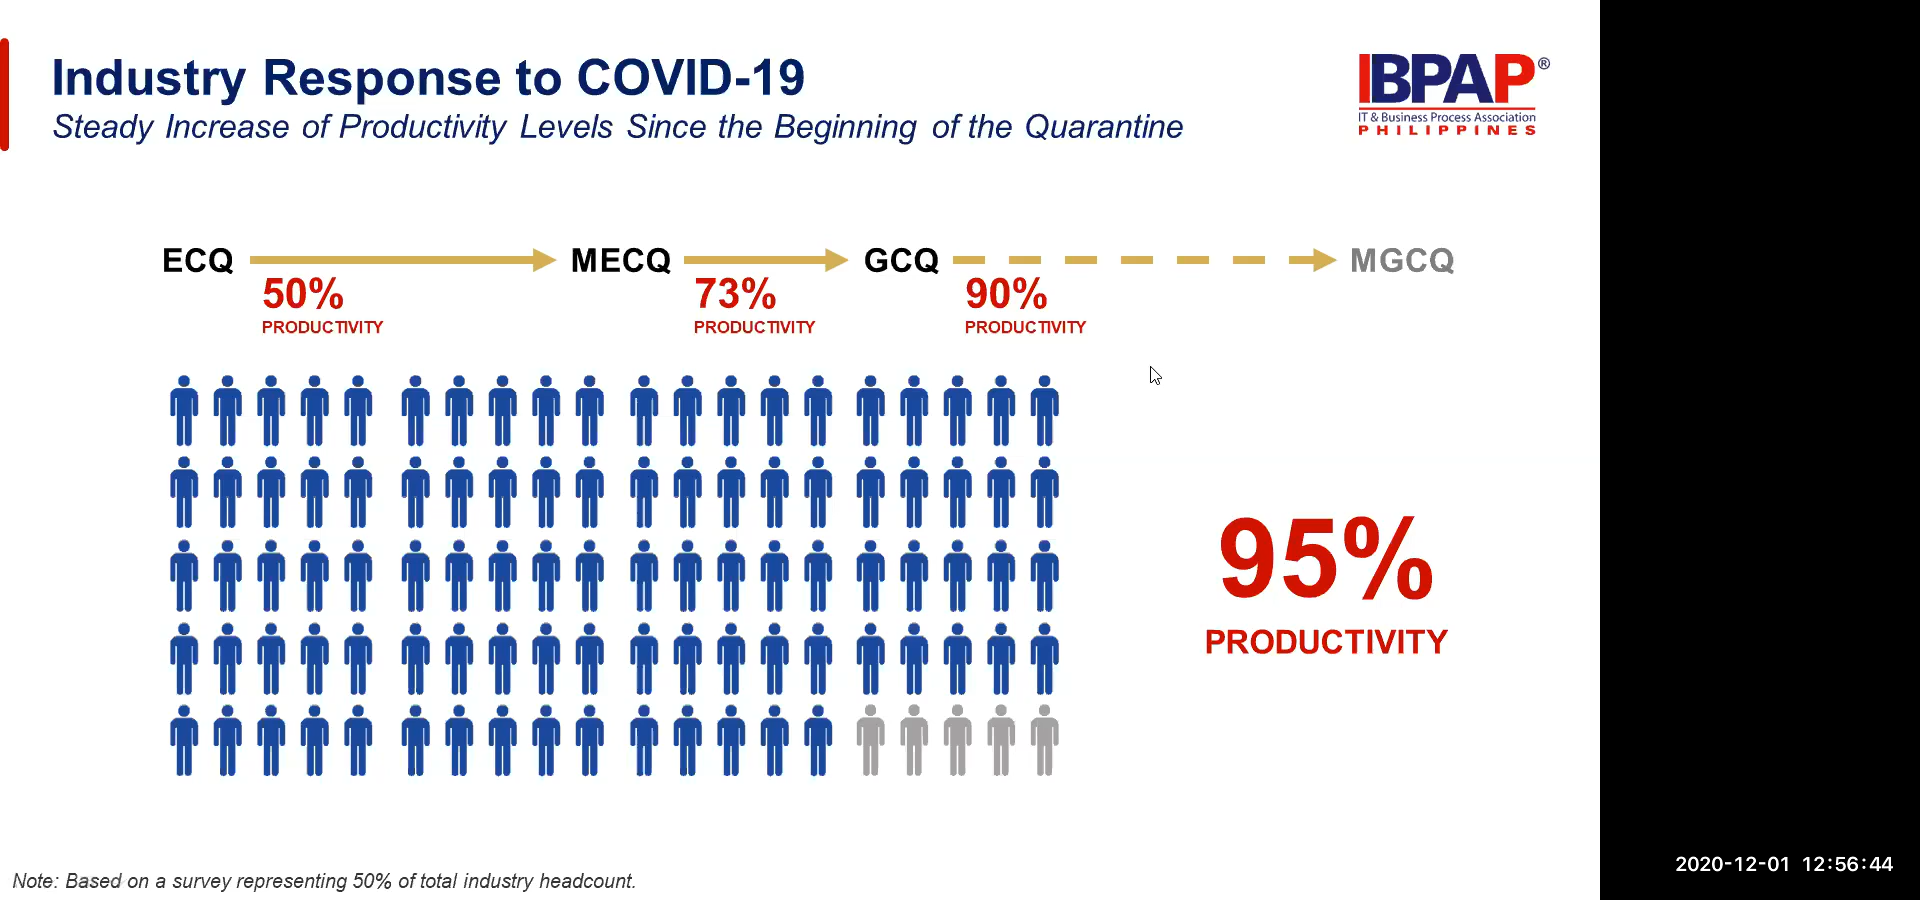 Industry Response to COVID-19
Steady Increase of Productivity Levels Since the Beginning of the Quarantine
IBPAP®
IT & Business Process Association
PHILIPPINES
ECQ MECQ GCQ MGCQ
50% 73% 90%
PRODUCTIVITY PRODUCTIVITY PRODUCTIVITY
95%
PRODUCTIVITY
2020-12-01 12:56:44
Note: Based on a survey representing 50% of total industry headcount.